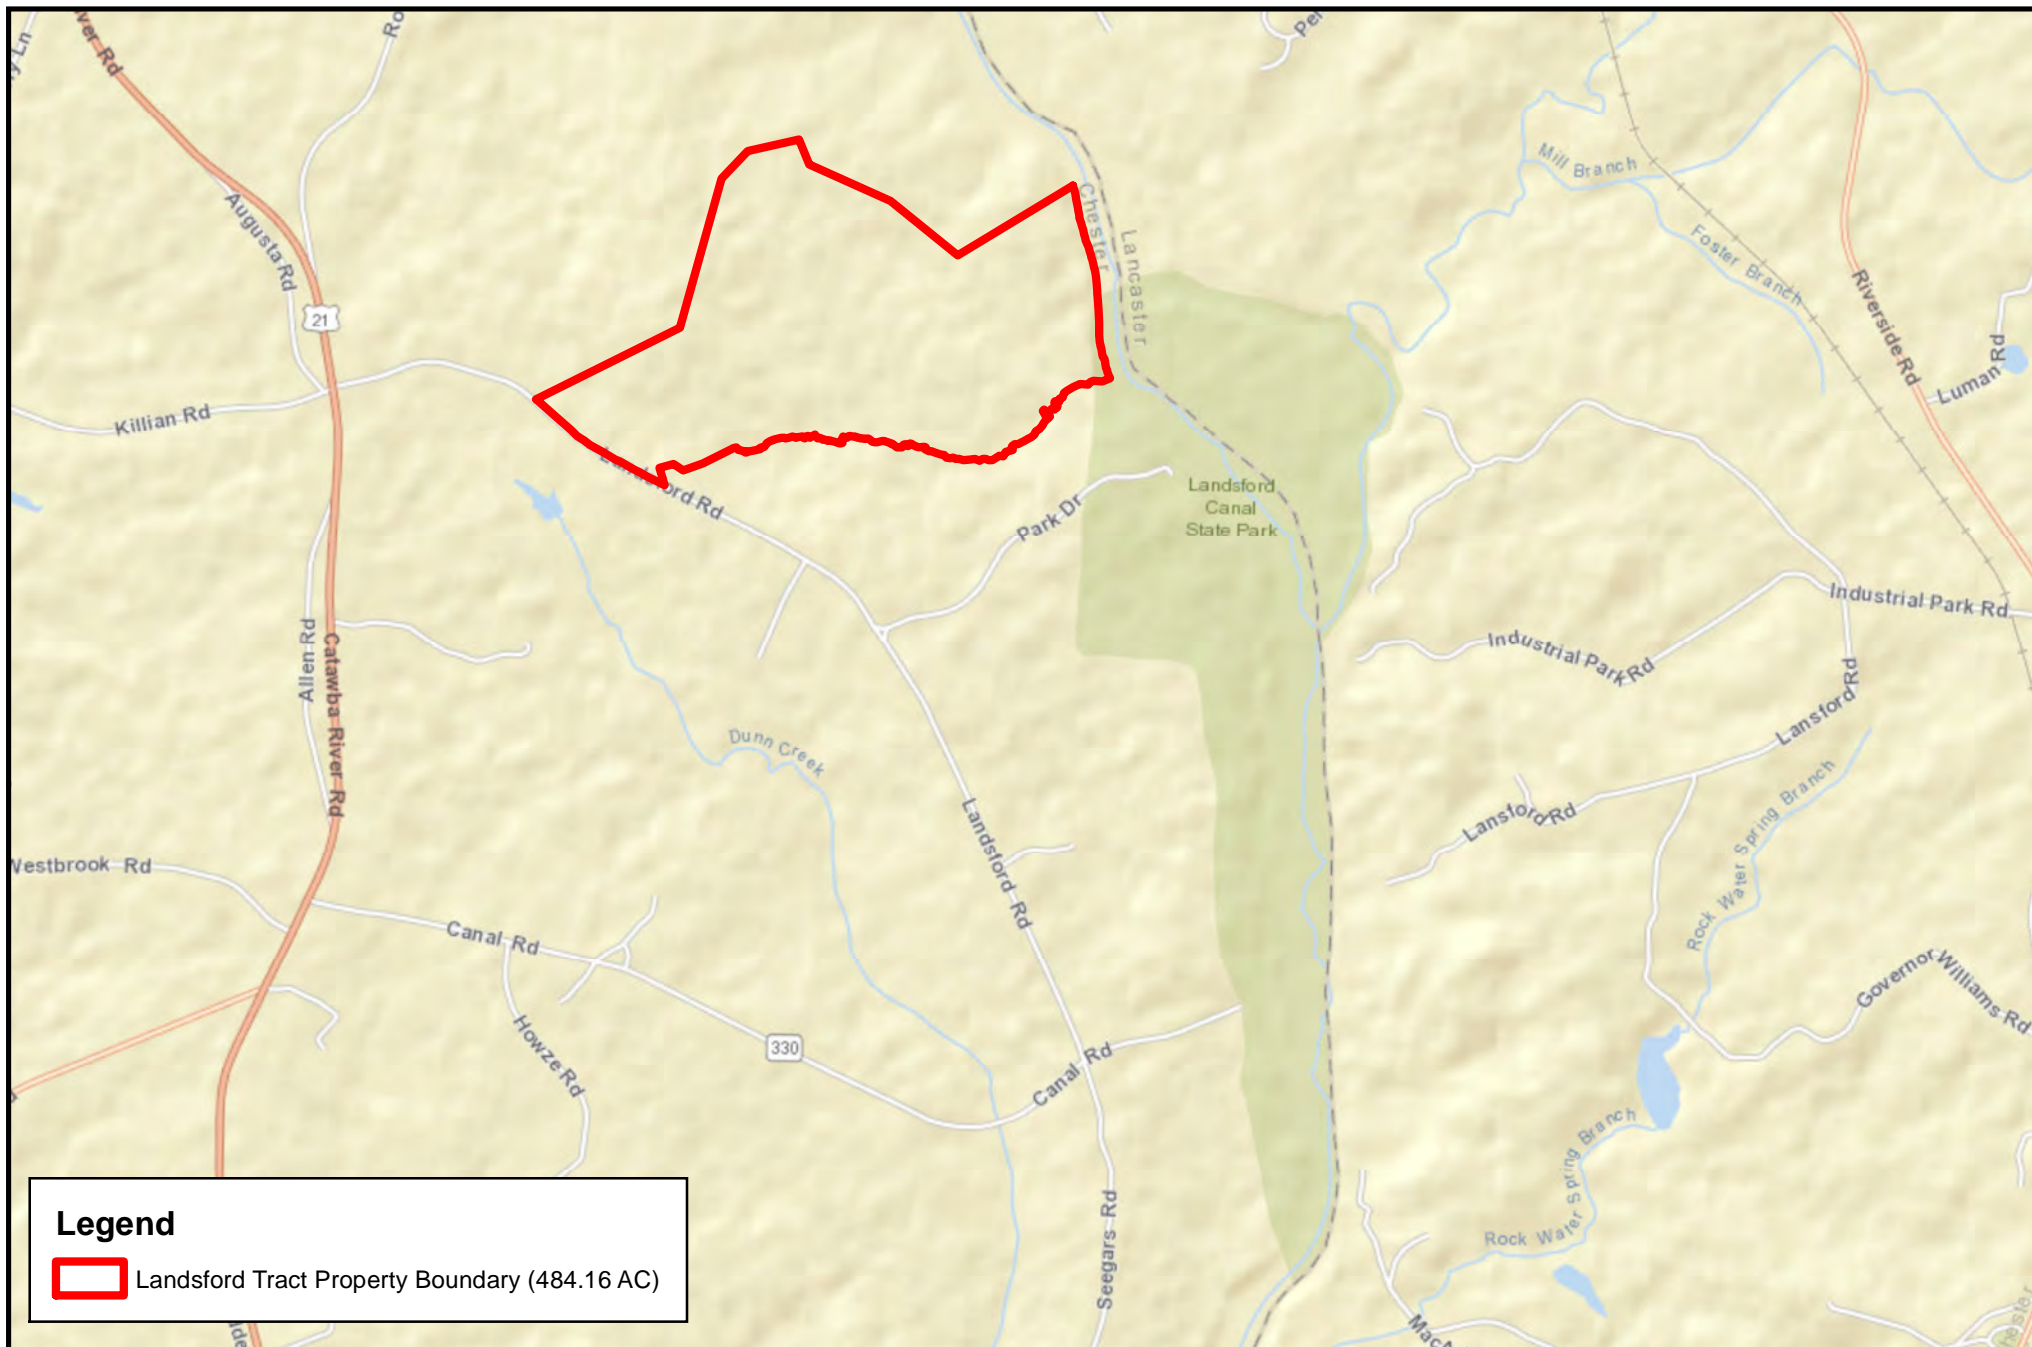 Augusta Rd
21
Killian Rd
Landsford Rd
Chester
Lancaster
Mill Branch
Foster Branch
Riverside Rd
Luman Rd
Park Dr
Landsford
Canal
State Park
Allen Rd
Catawba River Rd
Industrial Park Rd
Industrial Park Rd
Lansford Rd
Lansford Rd
Dunn Creek
Landsford Rd
Rock Water Spring Branch
Westbrook Rd
Canal Rd
Howze Rd
330
Canal Rd
Governor Williams Rd
Rock Water Spring Branch
Seegars Rd
Legend
Landsford Tract Property Boundary (484.16 AC)